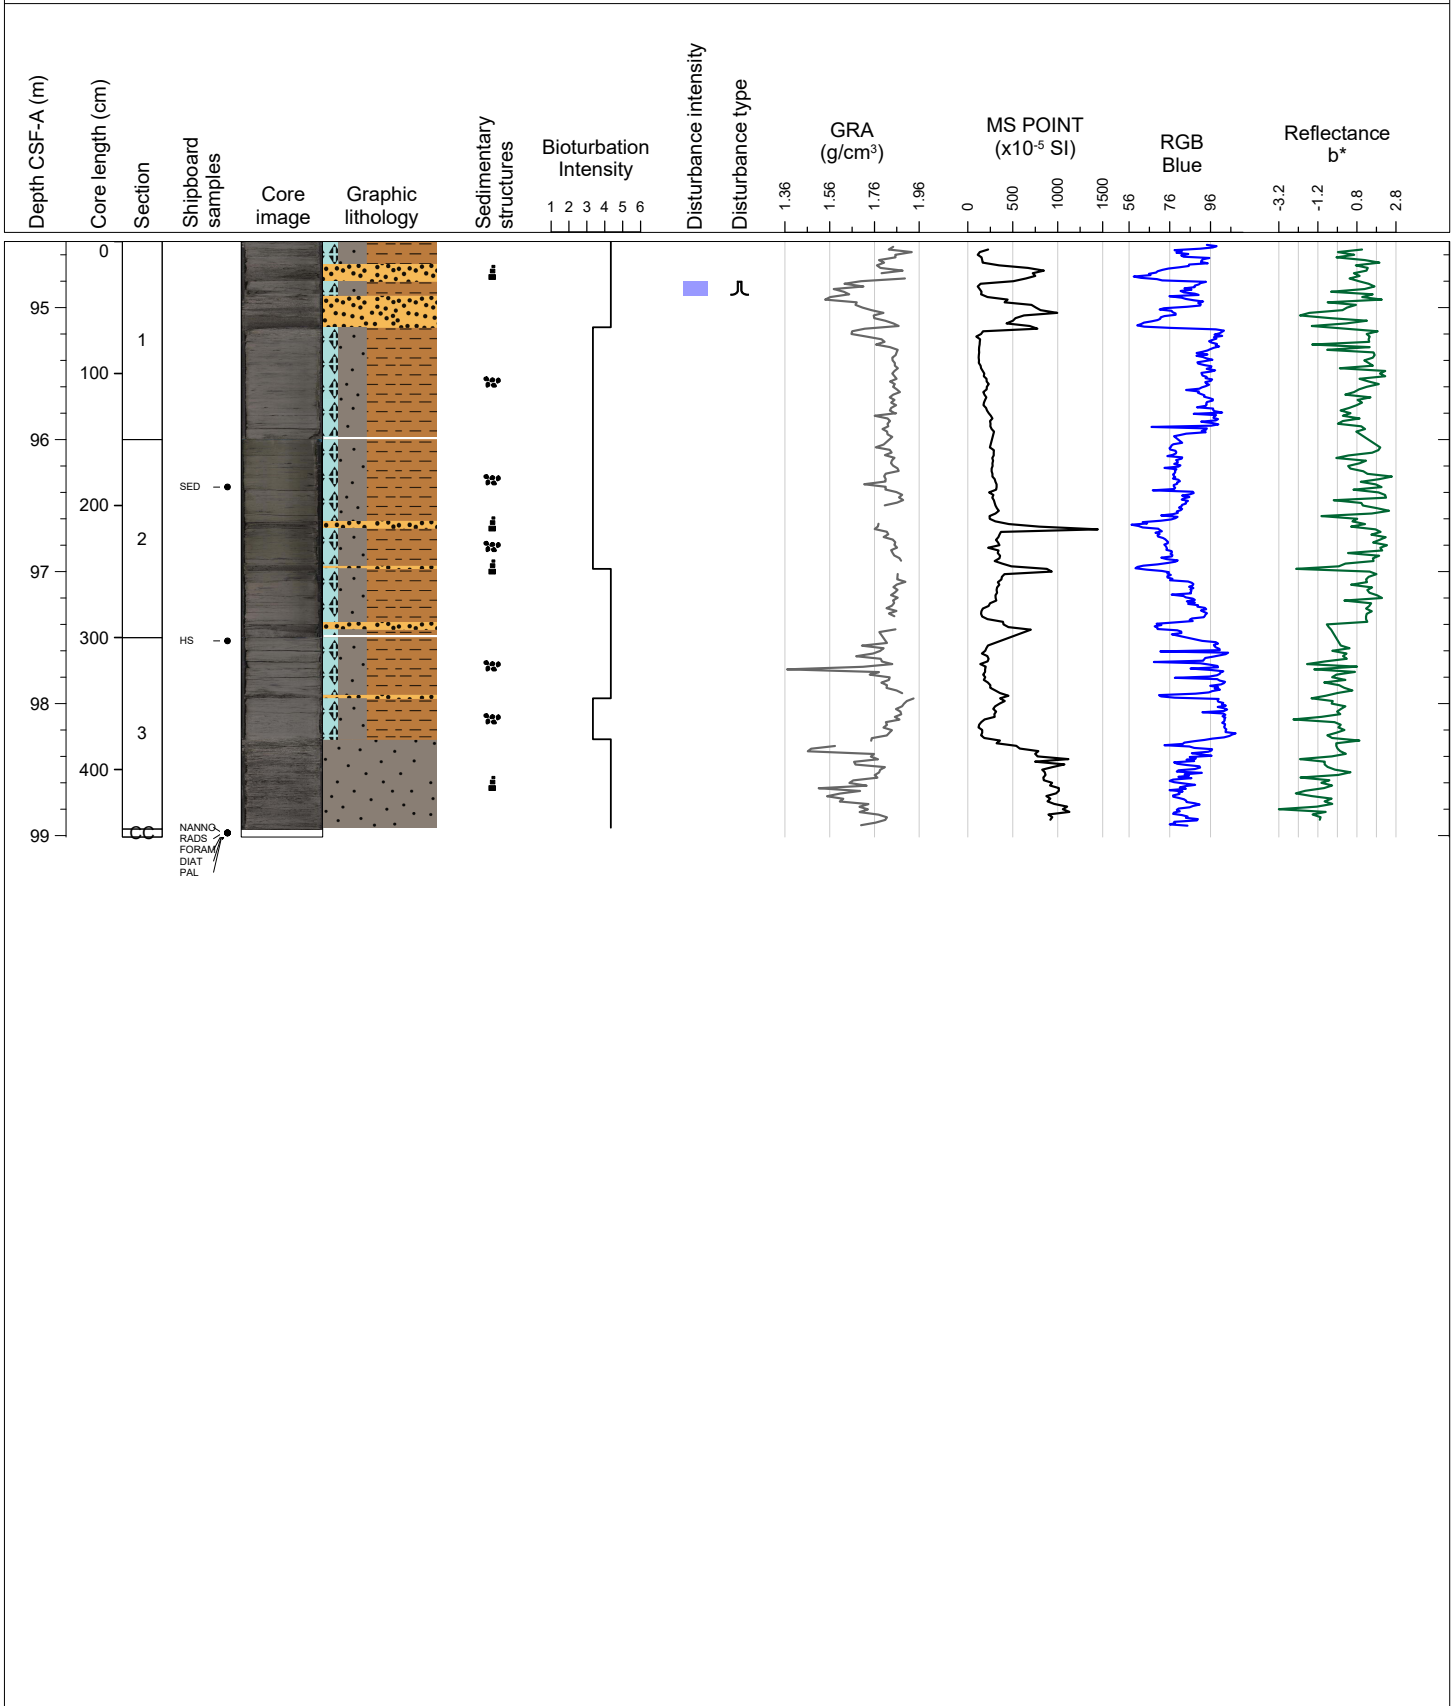 Depth CSF-A (m)
Core length (cm)
Section
Shipboard
samples
Core
image
Graphic
lithology
Sedimentary
structures
Bioturbation
Intensity
1 2 3 4 5 6
Disturbance intensity
Disturbance type
GRA
(g/cm³)
1.36 1.56 1.76 1.96
MS POINT
(x10⁻⁵ SI)
0 500 1000 1500
RGB
Blue
56 76 96
Reflectance
b*
-3.2 -1.2 0.8 2.8
0
95
1
100
96
SED
200
2
97
300
HS
98
3
400
99
CC
NANNO
RADS
FORAM
DIAT
PAL